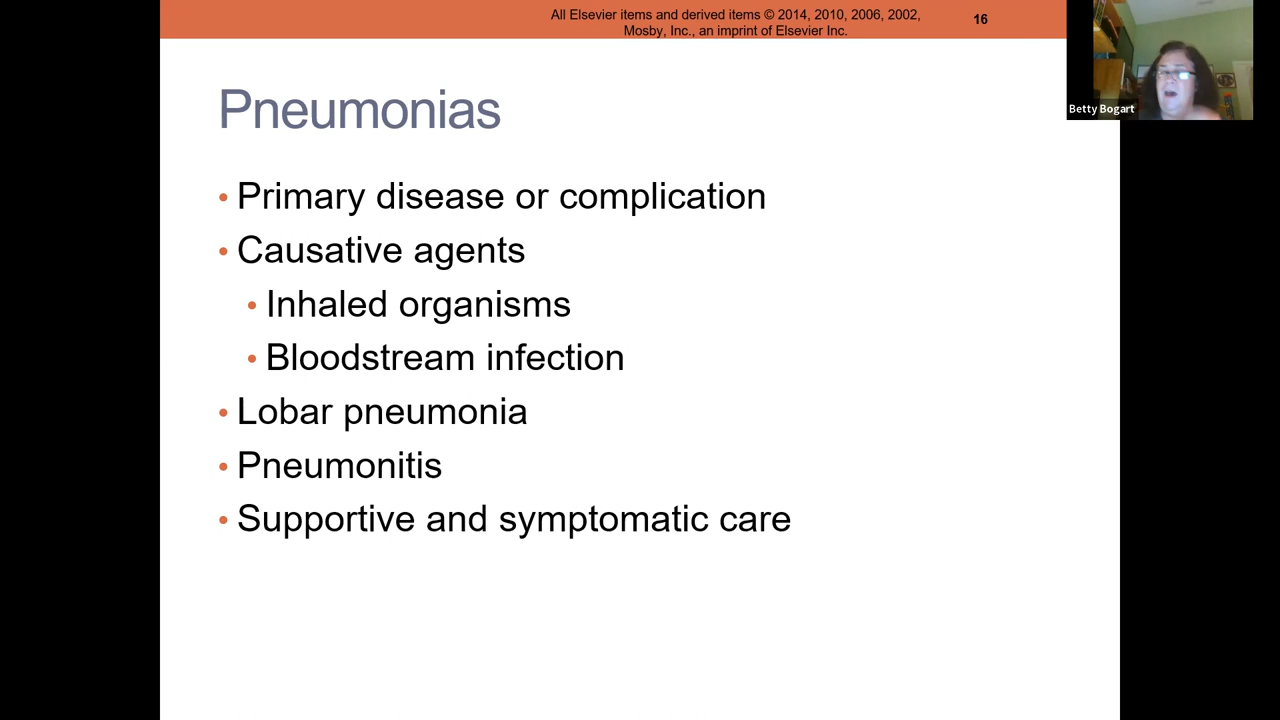 All Elsevier items and derived items © 2014, 2010, 2006, 2002,
Mosby, Inc., an imprint of Elsevier Inc.
16
Betty Bogart
Pneumonias
• Primary disease or complication
• Causative agents
• Inhaled organisms
• Bloodstream infection
• Lobar pneumonia
• Pneumonitis
• Supportive and symptomatic care